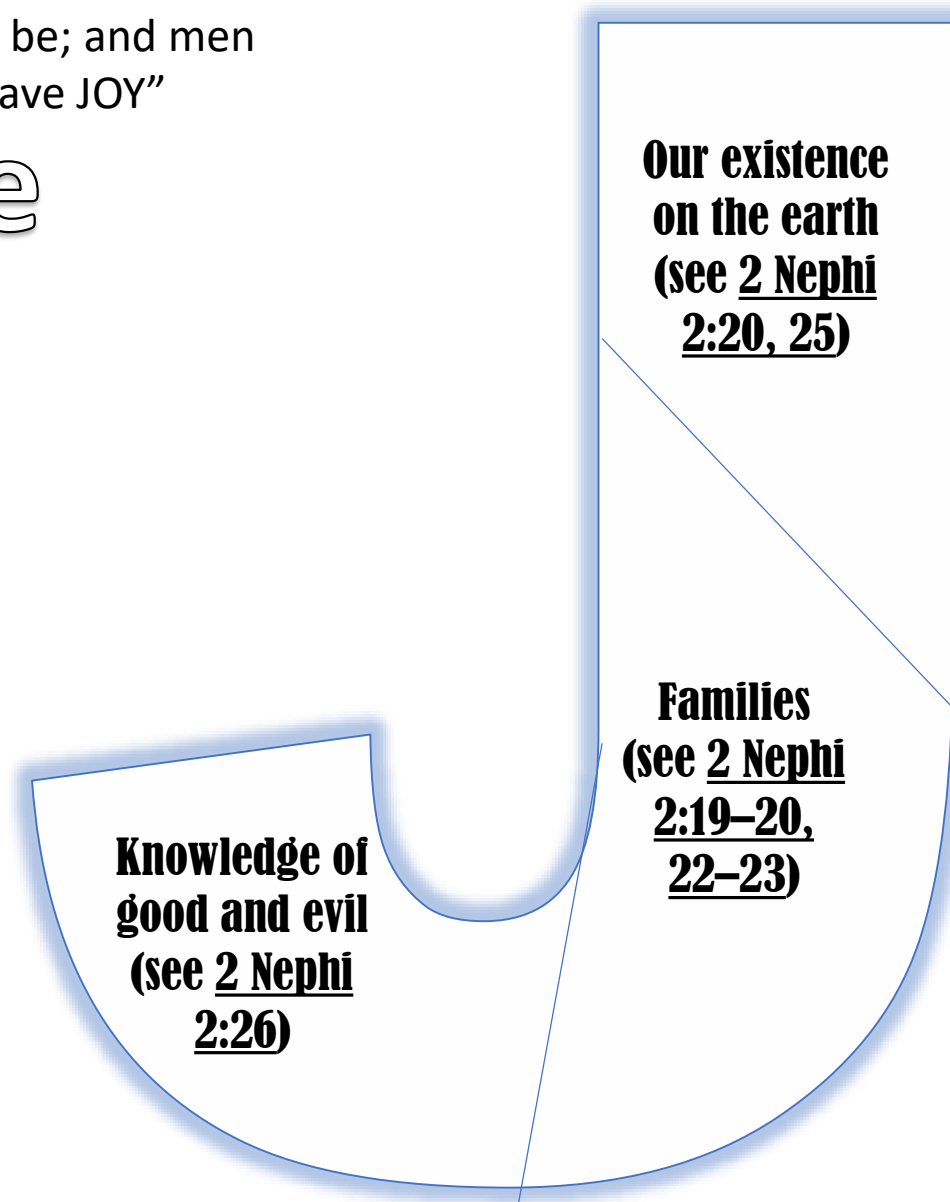 be; and men
ave JOY”
e
Our existence
on the earth
(see 2 Nephi
2:20, 25)
Families
(see 2 Nephi
2:19–20,
22–23)
Knowledge of
good and evil
(see 2 Nephi
2:26)